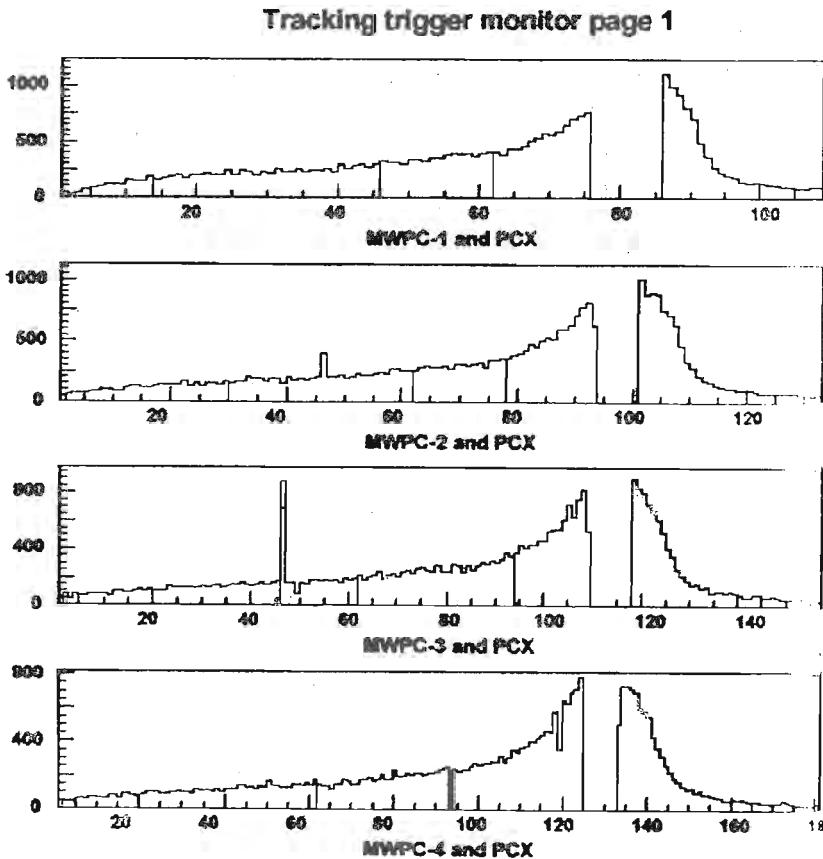 Tracking trigger monitor page 1
1000
500
0
20 40 60 80 100
MWPC-1 and PCX
1000
500
0
20 40 60 80 100 120
MWPC-2 and PCX
800
400
0
20 40 60 80 100 120 140
MWPC-3 and PCX
800
400
0
20 40 60 80 100 120 140 160 18
MWPC-4 and PCX